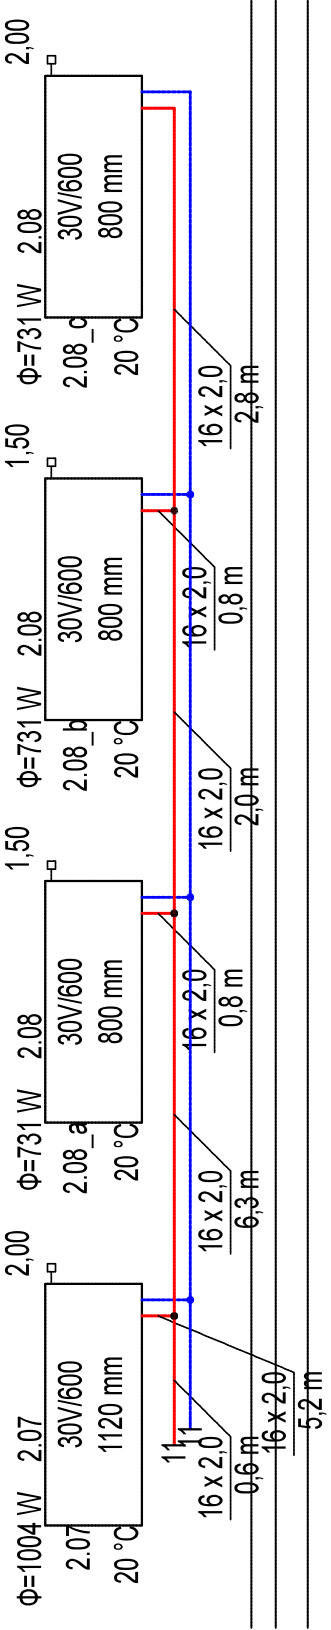 2,00
Φ=731 W 2.08
30V/600
800 mm
2.08_c
20 °C
16 x 2,0
2,8 m
1,50
Φ=731 W 2.08
30V/600
800 mm
2.08_b
20 °C
16 x 2,0
0,8 m
16 x 2,0
2,0 m
1,50
Φ=731 W 2.08
30V/600
800 mm
2.08_a
20 °C
16 x 2,0
0,8 m
16 x 2,0
6,3 m
2,00
Φ=1004 W 2.07
30V/600
1120 mm
2.07
20 °C
11
11
16 x 2,0
0,6 m
16 x 2,0
5,2 m